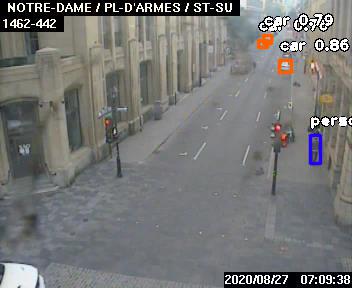 NOTRE-DAME / PL-D'ARMES / ST-SU
1462-442
car 0.79
car 0.86
perso
2020/08/27 07:09:38